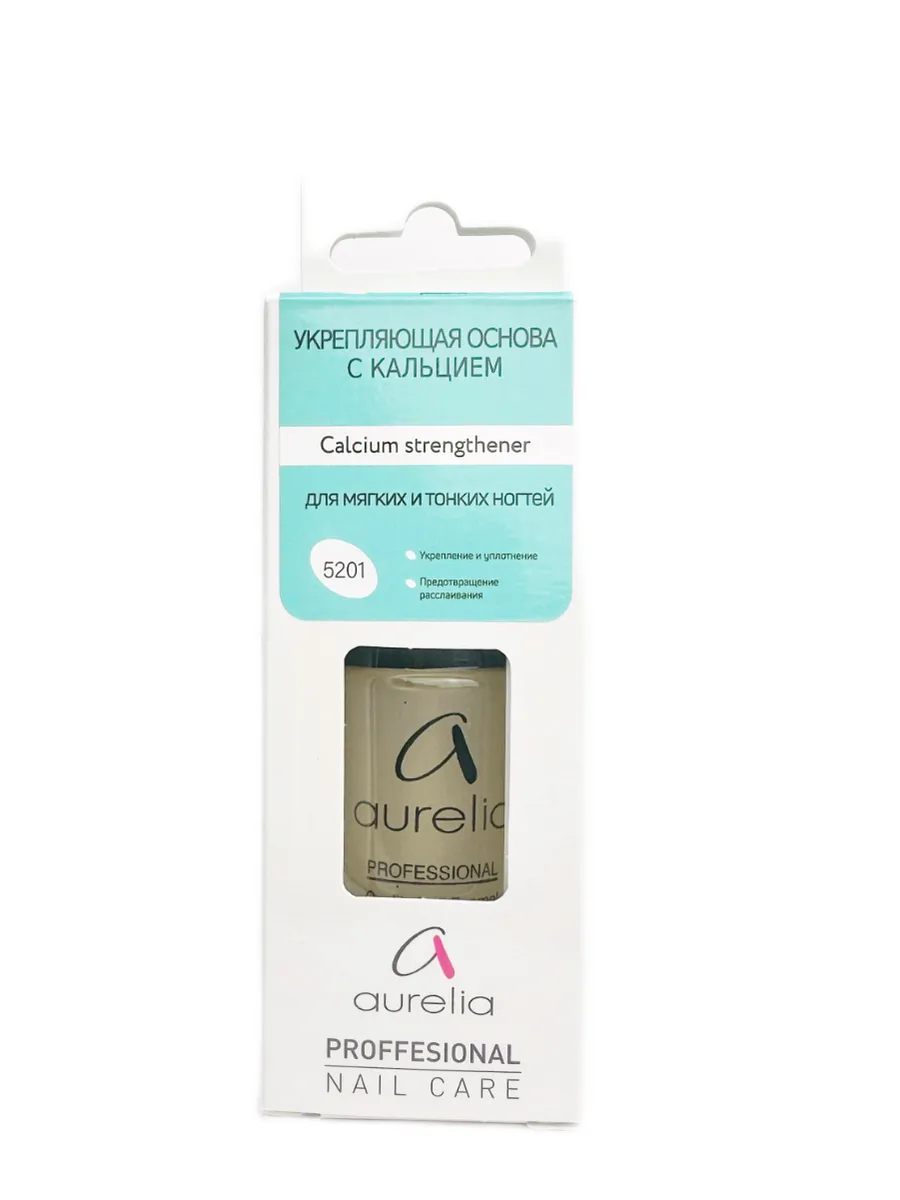 УКРЕПЛЯЮЩАЯ ОСНОВА
С КАЛЬЦИЕМ
Calcium strengthener
для мягких и тонких ногтей
5201
Укрепление и уплотнение
Предотвращение
расслаивания
a
aurelia
PROFESSIONAL
a
aurelia
PROFFESIONAL
NAIL CARE